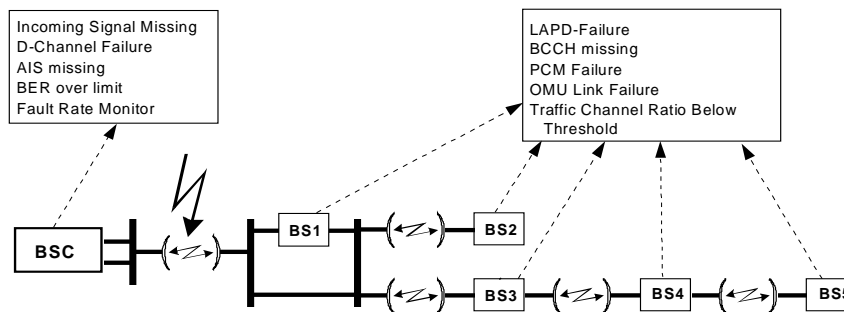 Incoming Signal Missing
D-Channel Failure
AIS missing
BER over limit
Fault Rate Monitor
LAPD-Failure
BCCH missing
PCM Failure
OMU Link Failure
Traffic Channel Ratio Below
Threshold
BSC
BS1
BS2
BS3
BS4
BS5